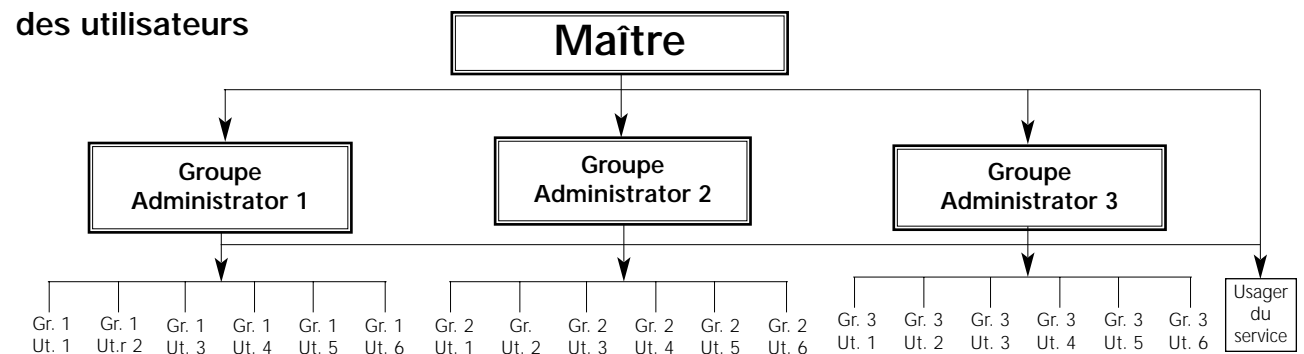 des utilisateurs
Maître
Groupe
Administrator 1
Groupe
Administrator 2
Groupe
Administrator 3
Gr. 1
Ut. 1
Gr. 1
Ut.r 2
Gr. 1
Ut. 3
Gr. 1
Ut. 4
Gr. 1
Ut. 5
Gr. 1
Ut. 6
Gr. 2
Ut. 1
Gr.
Ut. 2
Gr. 2
Ut. 3
Gr. 2
Ut. 4
Gr. 2
Ut. 5
Gr. 2
Ut. 6
Gr. 3
Ut. 1
Gr. 3
Ut. 2
Gr. 3
Ut. 3
Gr. 3
Ut. 4
Gr. 3
Ut. 5
Gr. 3
Ut. 6
Usager
du
service